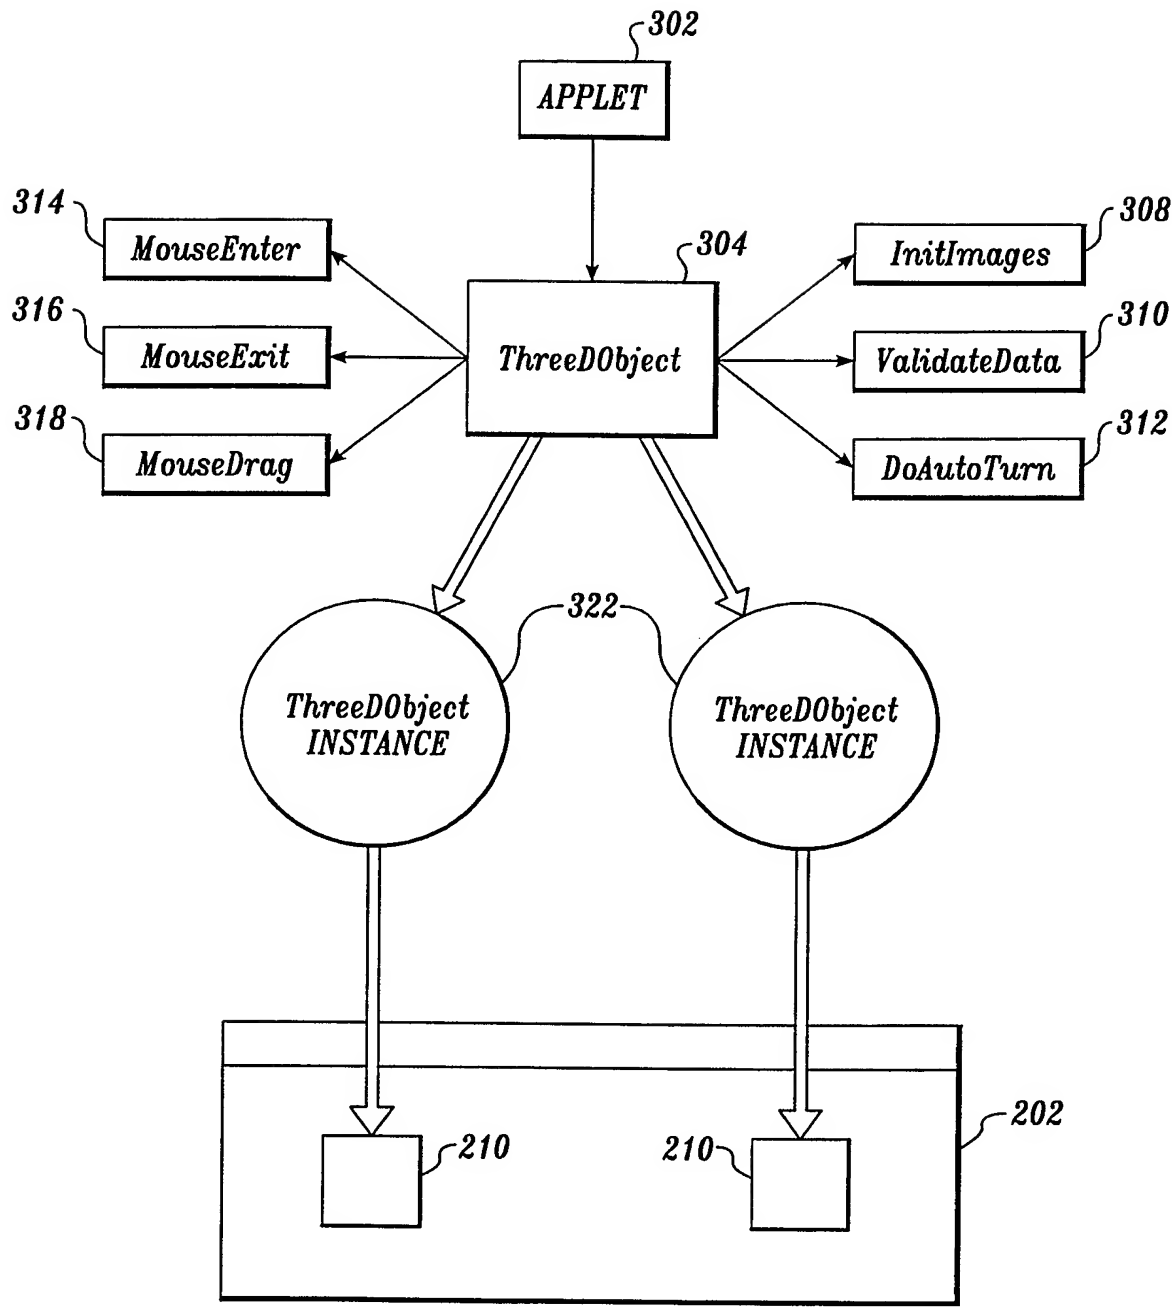 302
APPLET
314
MouseEnter
304
308
InitImages
316
MouseExit
ThreeDObject
310
ValidateData
318
MouseDrag
312
DoAutoTurn
322
ThreeDObject
INSTANCE
ThreeDObject
INSTANCE
202
210
210